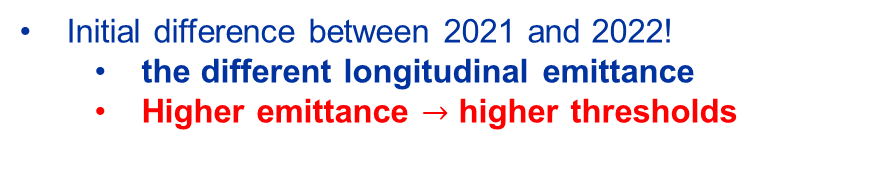 • Initial difference between 2021 and 2022!
• the different longitudinal emittance
• Higher emittance → higher thresholds